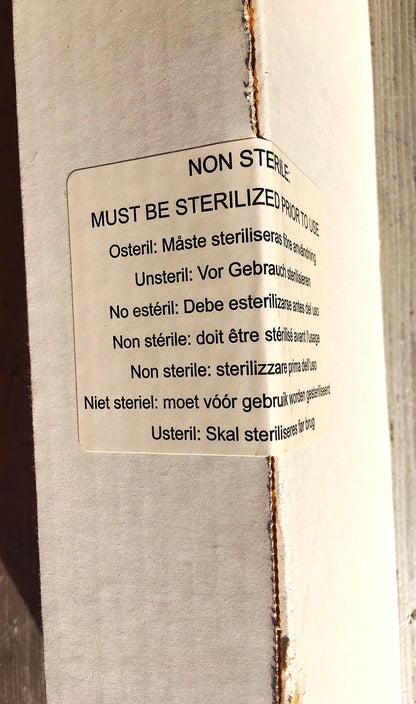 NON STERILE:
MUST BE STERILIZED PRIOR TO USE
Osteril: Måste steriliseras före användning
Unsteril: Vor Gebrauch sterilisieren
No estéril: Debe esterilizarse antes del uso
Non stérile: doit être stérilisé avant l'usage
Non sterile: sterilizzare prima dell'uso
Niet steriel: moet vóór gebruik worden gesteriliseerd
Usteril: Skal steriliseres før brug